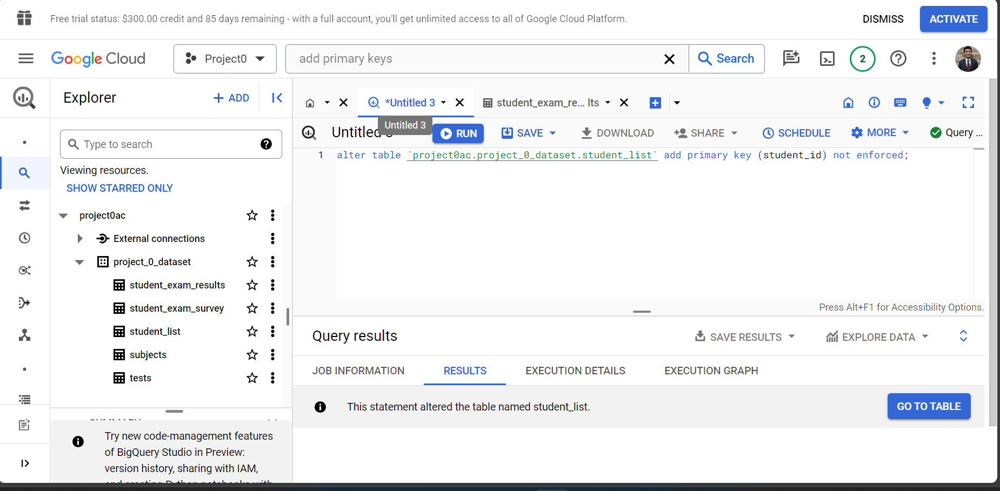 Free trial status: $300.00 credit and 85 days remaining - with a full account, you'll get unlimited access to all of Google Cloud Platform.
DISMISS
ACTIVATE
Google Cloud
Project0
add primary keys
Search
2
Explorer
+ ADD
*Untitled 3
student_exam_re... lts
Untitled 3
Untitled 3
RUN
SAVE
DOWNLOAD
SHARE
SCHEDULE
MORE
Query ...
Type to search
Viewing resources.
SHOW STARRED ONLY
project0ac
External connections
project_0_dataset
student_exam_results
student_exam_survey
student_list
subjects
tests
SUMMARY
Try new code-management features
of BigQuery Studio in Preview:
version history, sharing with IAM,
and creating Python notebooks with
1 alter table `project0ac.project_0_dataset.student_list` add primary key (student_id) not enforced;
Press Alt+F1 for Accessibility Options.
Query results
SAVE RESULTS
EXPLORE DATA
JOB INFORMATION
RESULTS
EXECUTION DETAILS
EXECUTION GRAPH
This statement altered the table named student_list.
GO TO TABLE